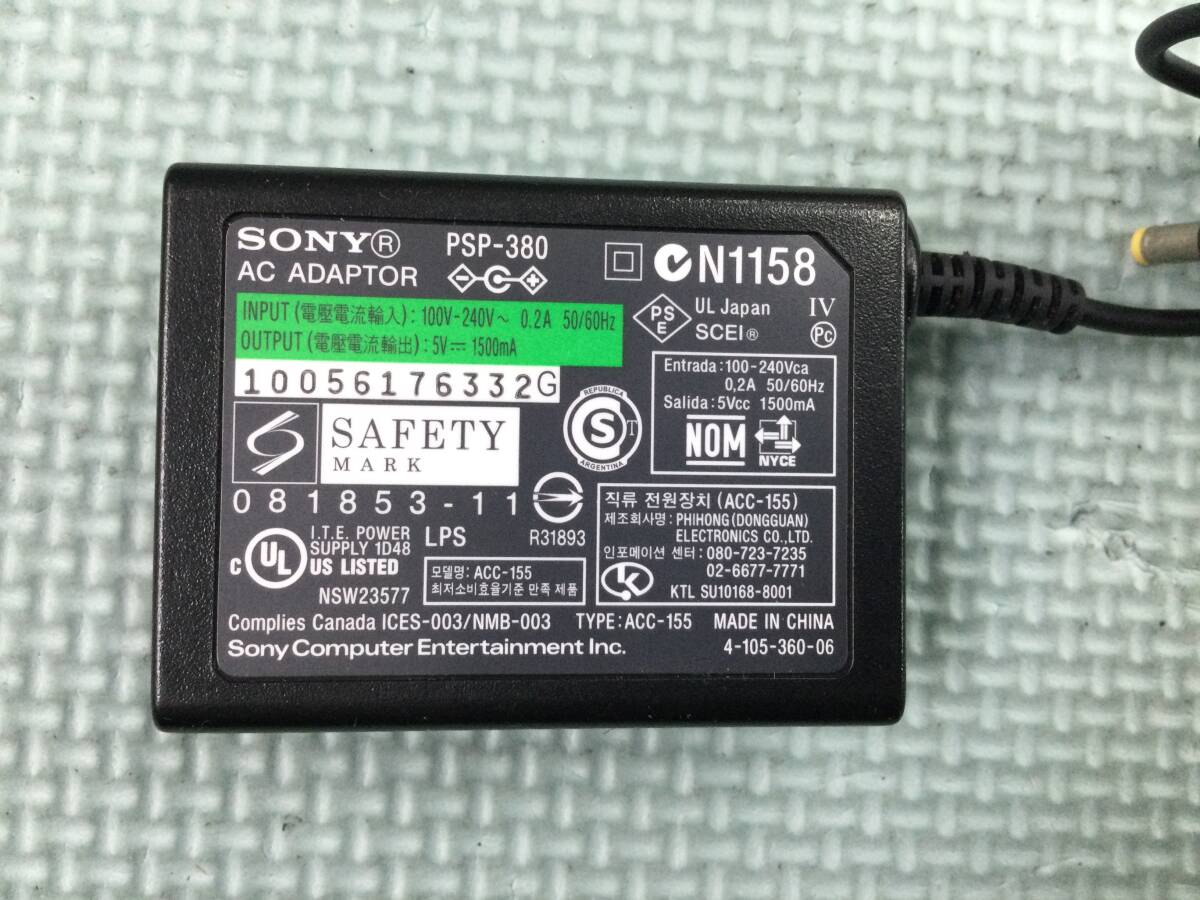 SONY® PSP-380
AC ADAPTOR
N1158
INPUT (電壓電流輸入): 100V-240V～ 0.2A 50/60Hz
OUTPUT (電壓電流輸出): 5V⎓ 1500mA
PS
E
UL Japan
SCEI®
IV
Pc
10056176332G
Entrada:100-240Vca
0,2A 50/60Hz
Salida:5Vcc 1500mA
NOM
NYCE
SAFETY
MARK
REPUBLICA
S T
ARGENTINA
081853-11
R31893
c UL
I.T.E. POWER
SUPPLY 1D48
US LISTED
LPS
NSW23577
모델명: ACC-155
최저소비효율기준 만족 제품
직류 전원장치 (ACC-155)
제조회사명: PHIHONG (DONGGUAN)
ELECTRONICS CO.,LTD.
인포메이션 센터: 080-723-7235
02-6677-7771
KTL SU10168-8001
Complies Canada ICES-003/NMB-003 TYPE:ACC-155 MADE IN CHINA
Sony Computer Entertainment Inc. 4-105-360-06